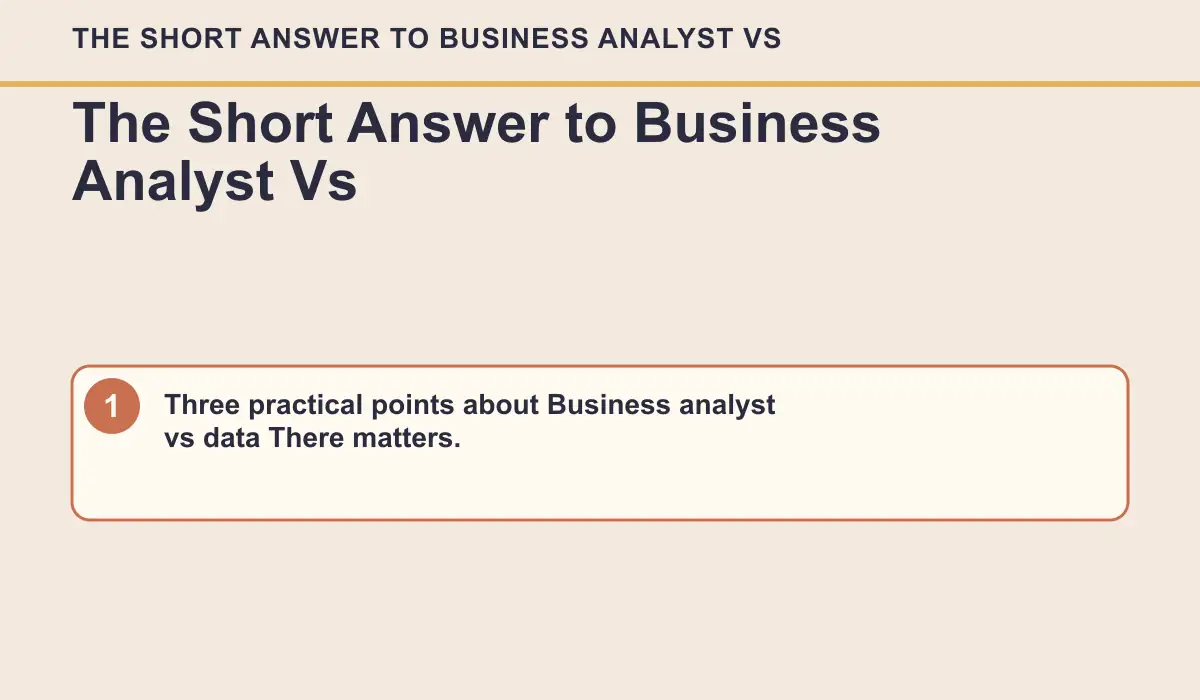 THE SHORT ANSWER TO BUSINESS ANALYST VS
The Short Answer to Business
Analyst Vs
1
Three practical points about Business analyst
vs data There matters.